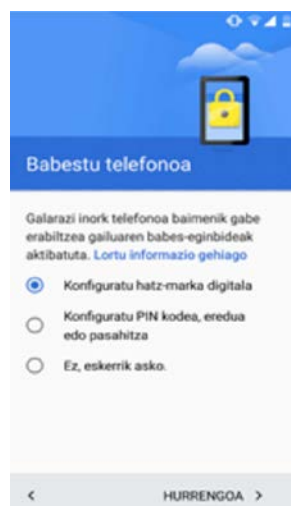 Babestu telefonoa
Galarazi inork telefonoa baimenik gabe
erabiltzea gailuaren babes-eginbideak
aktibatuta. Lortu informazio gehiago
Konfiguratu hatz-marka digitala
Konfiguratu PIN kodea, eredua
edo pasahitza
Ez, eskerrik asko.
< HURRENGOA >